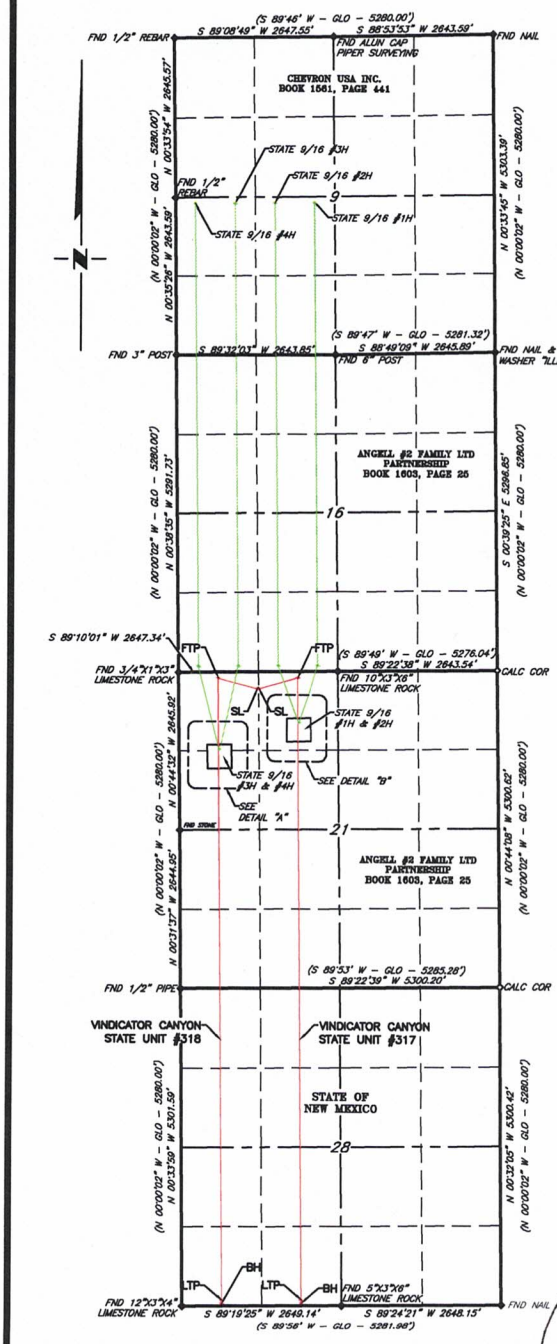 (S 89°46' W - GLO - 5280.00')
S 89°08'49" W 2647.55'
S 88°53'53" W 2643.59'
FND 1/2" REBAR
FND NAIL
FND ALUN CAP
PIPER SURVEYING
CHEVRON USA INC.
BOOK 1561, PAGE 441
(N 00°00'02" W - GLO - 5280.00')
N 00°33'54" W 2645.57'
N 00°35'26" W 2643.59'
N 00°33'45" W 5303.39'
(N 00°00'02" W - GLO - 5280.00')
STATE 9/16 #3H
STATE 9/16 #2H
FND 1/2"
REBAR
9
STATE 9/16 #1H
STATE 9/16 #4H
N
(S 89°47' W - GLO - 5281.32')
FND 3" POST
S 89°32'03" W 2643.85'
S 88°49'09" W 2645.89'
FND 6" POST
FND NAIL &
WASHER "ILL
ANGELL #2 FAMILY LTD
PARTNERSHIP
BOOK 1603, PAGE 25
(N 00°00'02" W - GLO - 5280.00')
N 00°38'35" W 5291.73'
16
S 00°39'25" E 5296.85'
(N 00°00'02" W - GLO - 5280.00')
S 89°10'01" W 2647.34'
FTP
FTP
(S 89°49' W - GLO - 5276.04')
S 89°22'38" W 2643.54'
FND 3/4"X1"X3"
LIMESTONE ROCK
FND 10"X3"X6"
LIMESTONE ROCK
CALC COR
SL
SL
STATE 9/16
#1H & #2H
STATE 9/16
#3H & #4H
SEE DETAIL "B"
SEE
DETAIL "A"
(N 00°00'02" W - GLO - 5280.00')
N 00°44'32" W 2645.92'
FND STONE
21
N 00°31'37" W 2644.95'
N 00°44'08" W 5300.62'
(N 00°00'02" W - GLO - 5280.00')
ANGELL #2 FAMILY LTD
PARTNERSHIP
BOOK 1603, PAGE 25
(S 89°53' W - GLO - 5285.28')
S 89°22'39" W 5300.20'
FND 1/2" PIPE
CALC COR
VINDICATOR CANYON
STATE UNIT #318
VINDICATOR CANYON
STATE UNIT #317
STATE OF
NEW MEXICO
(N 00°00'02" W - GLO - 5280.00')
N 00°33'59" W 5301.59'
28
N 00°32'05" W 5300.42'
(N 00°00'02" W - GLO - 5280.00')
LTP
BH
LTP
BH
FND 12"X3"X4"
LIMESTONE ROCK
FND 5"X3"X6"
LIMESTONE ROCK
FND NAIL
S 89°19'25" W 2649.14'
S 89°24'21" W 2648.15'
(S 89°56' W - GLO - 5281.98')